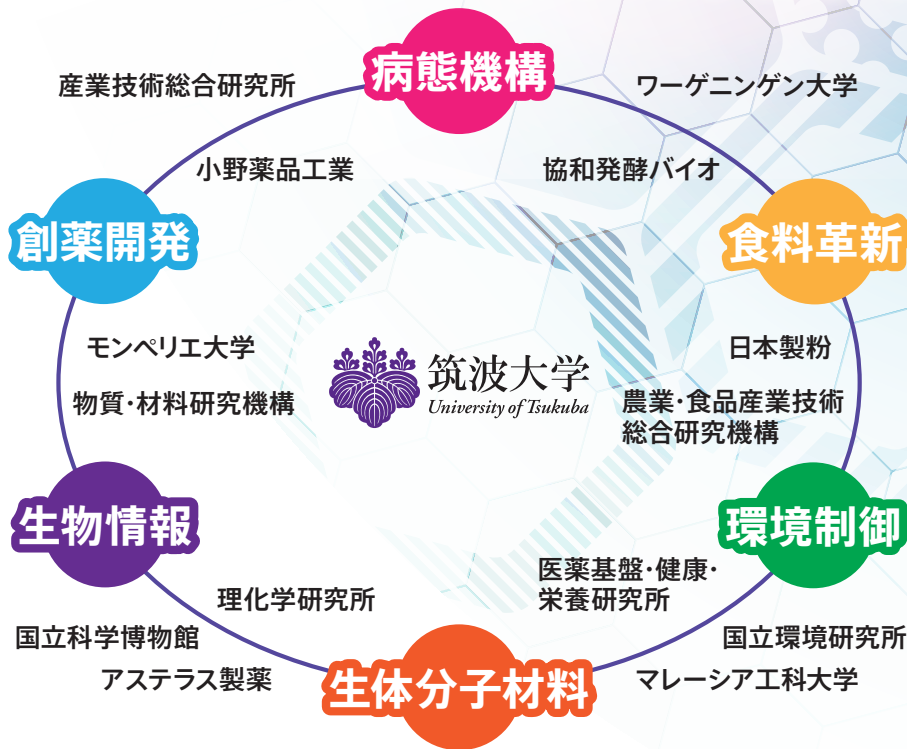 病態機構
産業技術総合研究所
ワーゲニンゲン大学
小野薬品工業
協和発酵バイオ
創薬開発
食料革新
モンペリエ大学
日本製粉
物質・材料研究機構
筑波大学
University of Tsukuba
農業・食品産業技術
総合研究機構
生物情報
環境制御
医薬基盤・健康・
栄養研究所
理化学研究所
国立科学博物館
国立環境研究所
アステラス製薬
生体分子材料
マレーシア工科大学